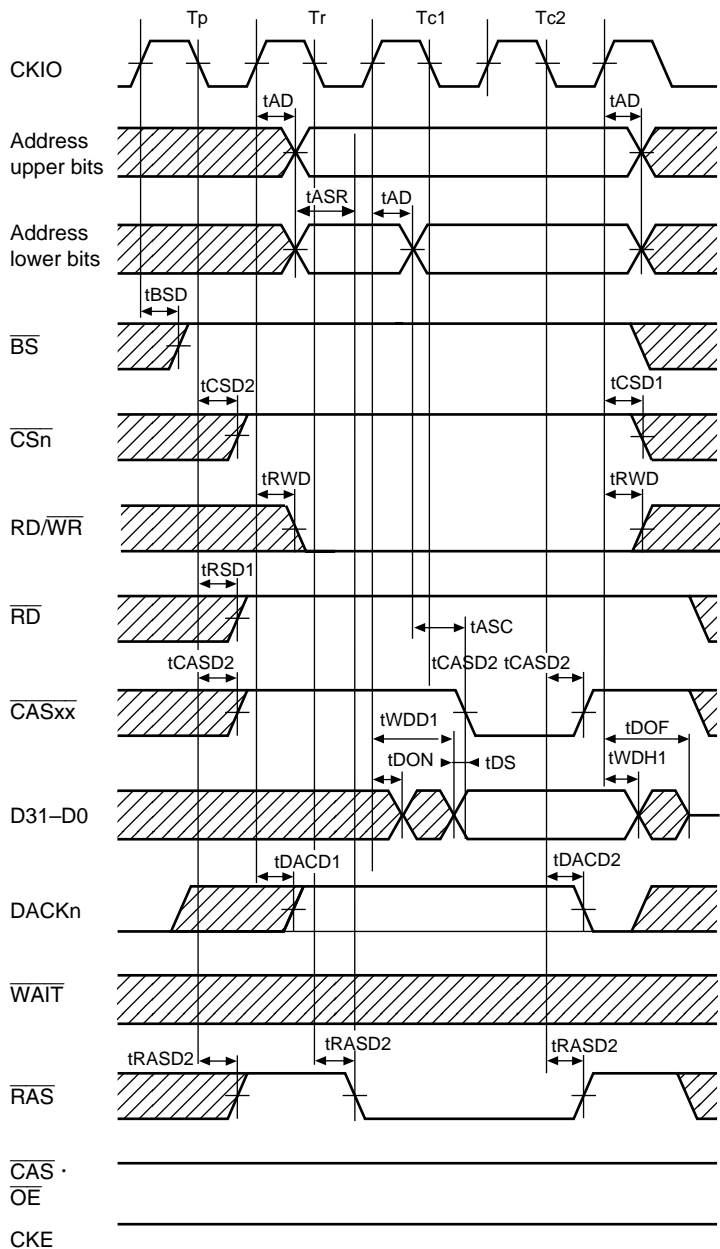 Tp Tr Tc1 Tc2
CKIO
tAD tAD
Address
upper bits
tASR tAD
Address
lower bits
tBSD
BS
tCSD2 tCSD1
CSn
tRWD tRWD
RD/WR
tRSD1
RD
tASC
tCASD2 tCASD2 tCASD2
CASxx
tWDD1 tDOF
tDON tDS tWDH1
D31–D0
tDACD1 tDACD2
DACKn
WAIT
tRASD2 tRASD2 tRASD2
RAS
CAS ·
OE
CKE